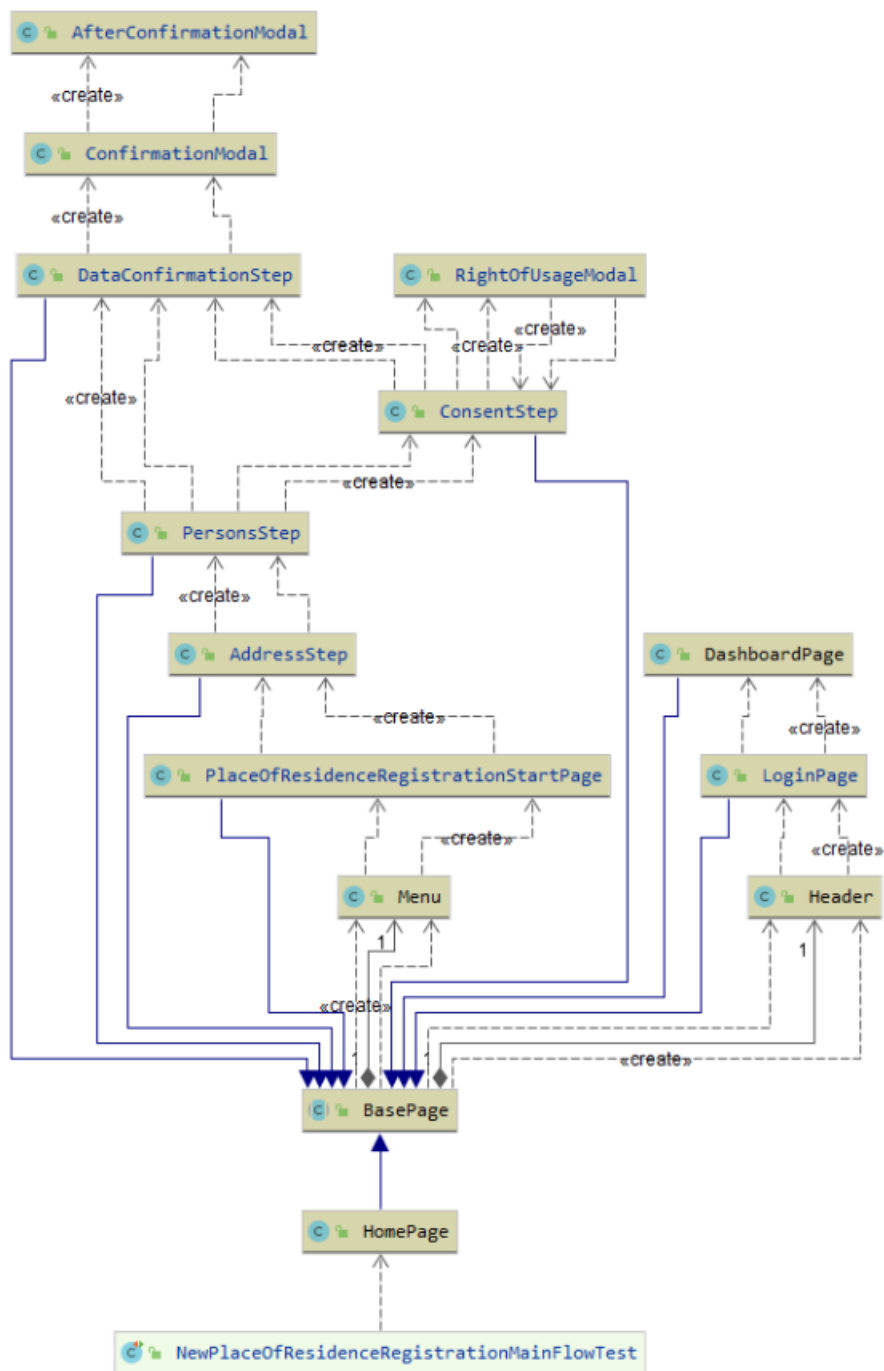 AfterConfirmationModal
«create»
ConfirmationModal
«create»
DataConfirmationStep
RightOfUsageModal
«create»
«create» «create»
«create»
ConsentStep
«create»
PersonsStep
«create»
AddressStep
DashboardPage
«create»
«create»
PlaceOfResidenceRegistrationStartPage
LoginPage
«create»
«create»
Menu
Header
1
1
«create»
1
1
«create»
BasePage
HomePage
NewPlaceOfResidenceRegistrationMainFlowTest